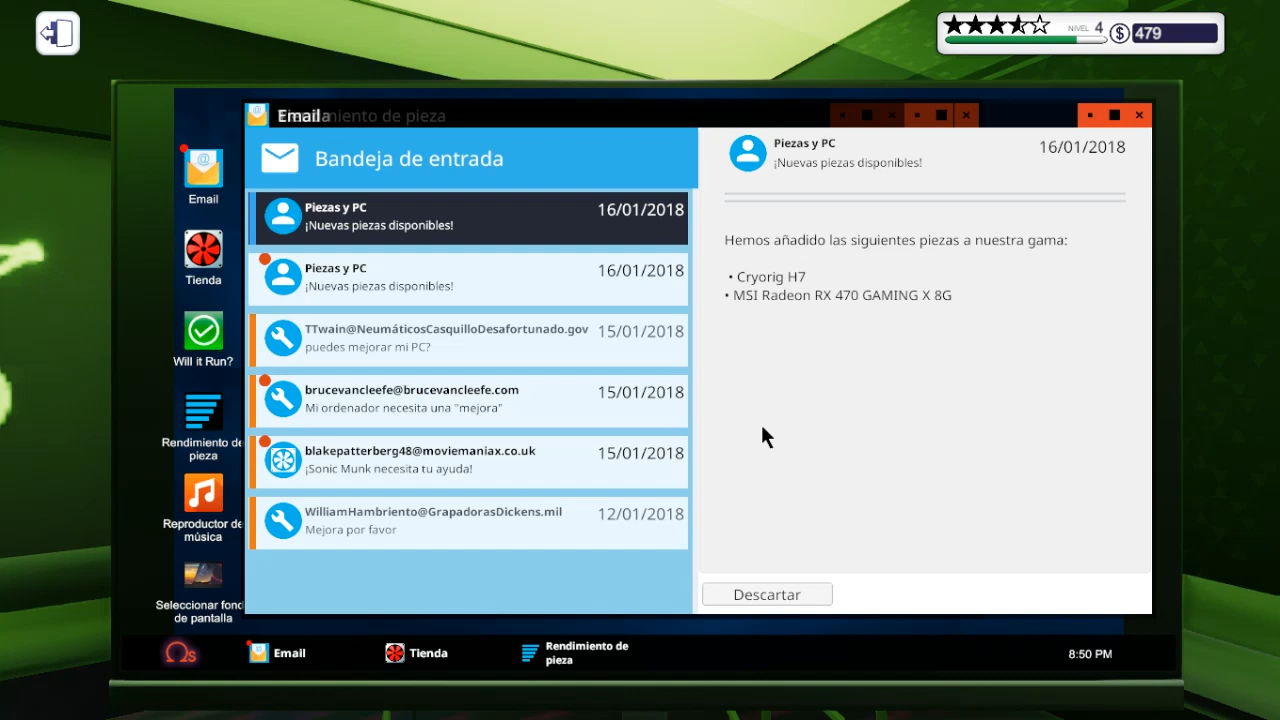 NIVEL 4
$ 479
Email
Bandeja de entrada
Piezas y PC
16/01/2018
¡Nuevas piezas disponibles!
Piezas y PC
16/01/2018
¡Nuevas piezas disponibles!
TTwain@NeumáticosCasquilloDesafortunado.gov
15/01/2018
puedes mejorar mi PC?
brucevancleefe@brucevancleefe.com
15/01/2018
Mi ordenador necesita una "mejora"
blakepatterberg48@moviemaniax.co.uk
15/01/2018
¡Sonic Munk necesita tu ayuda!
WilliamHambriento@GrapadorasDickens.mil
12/01/2018
Mejora por favor
Piezas y PC
16/01/2018
¡Nuevas piezas disponibles!
Hemos añadido las siguientes piezas a nuestra gama:
• Cryorig H7
• MSI Radeon RX 470 GAMING X 8G
Descartar
Email
Tienda
Will it Run?
Rendimiento de
pieza
Reproductor de
música
Seleccionar fond
de pantalla
Ωs
Email
Tienda
Rendimiento de
pieza
8:50 PM